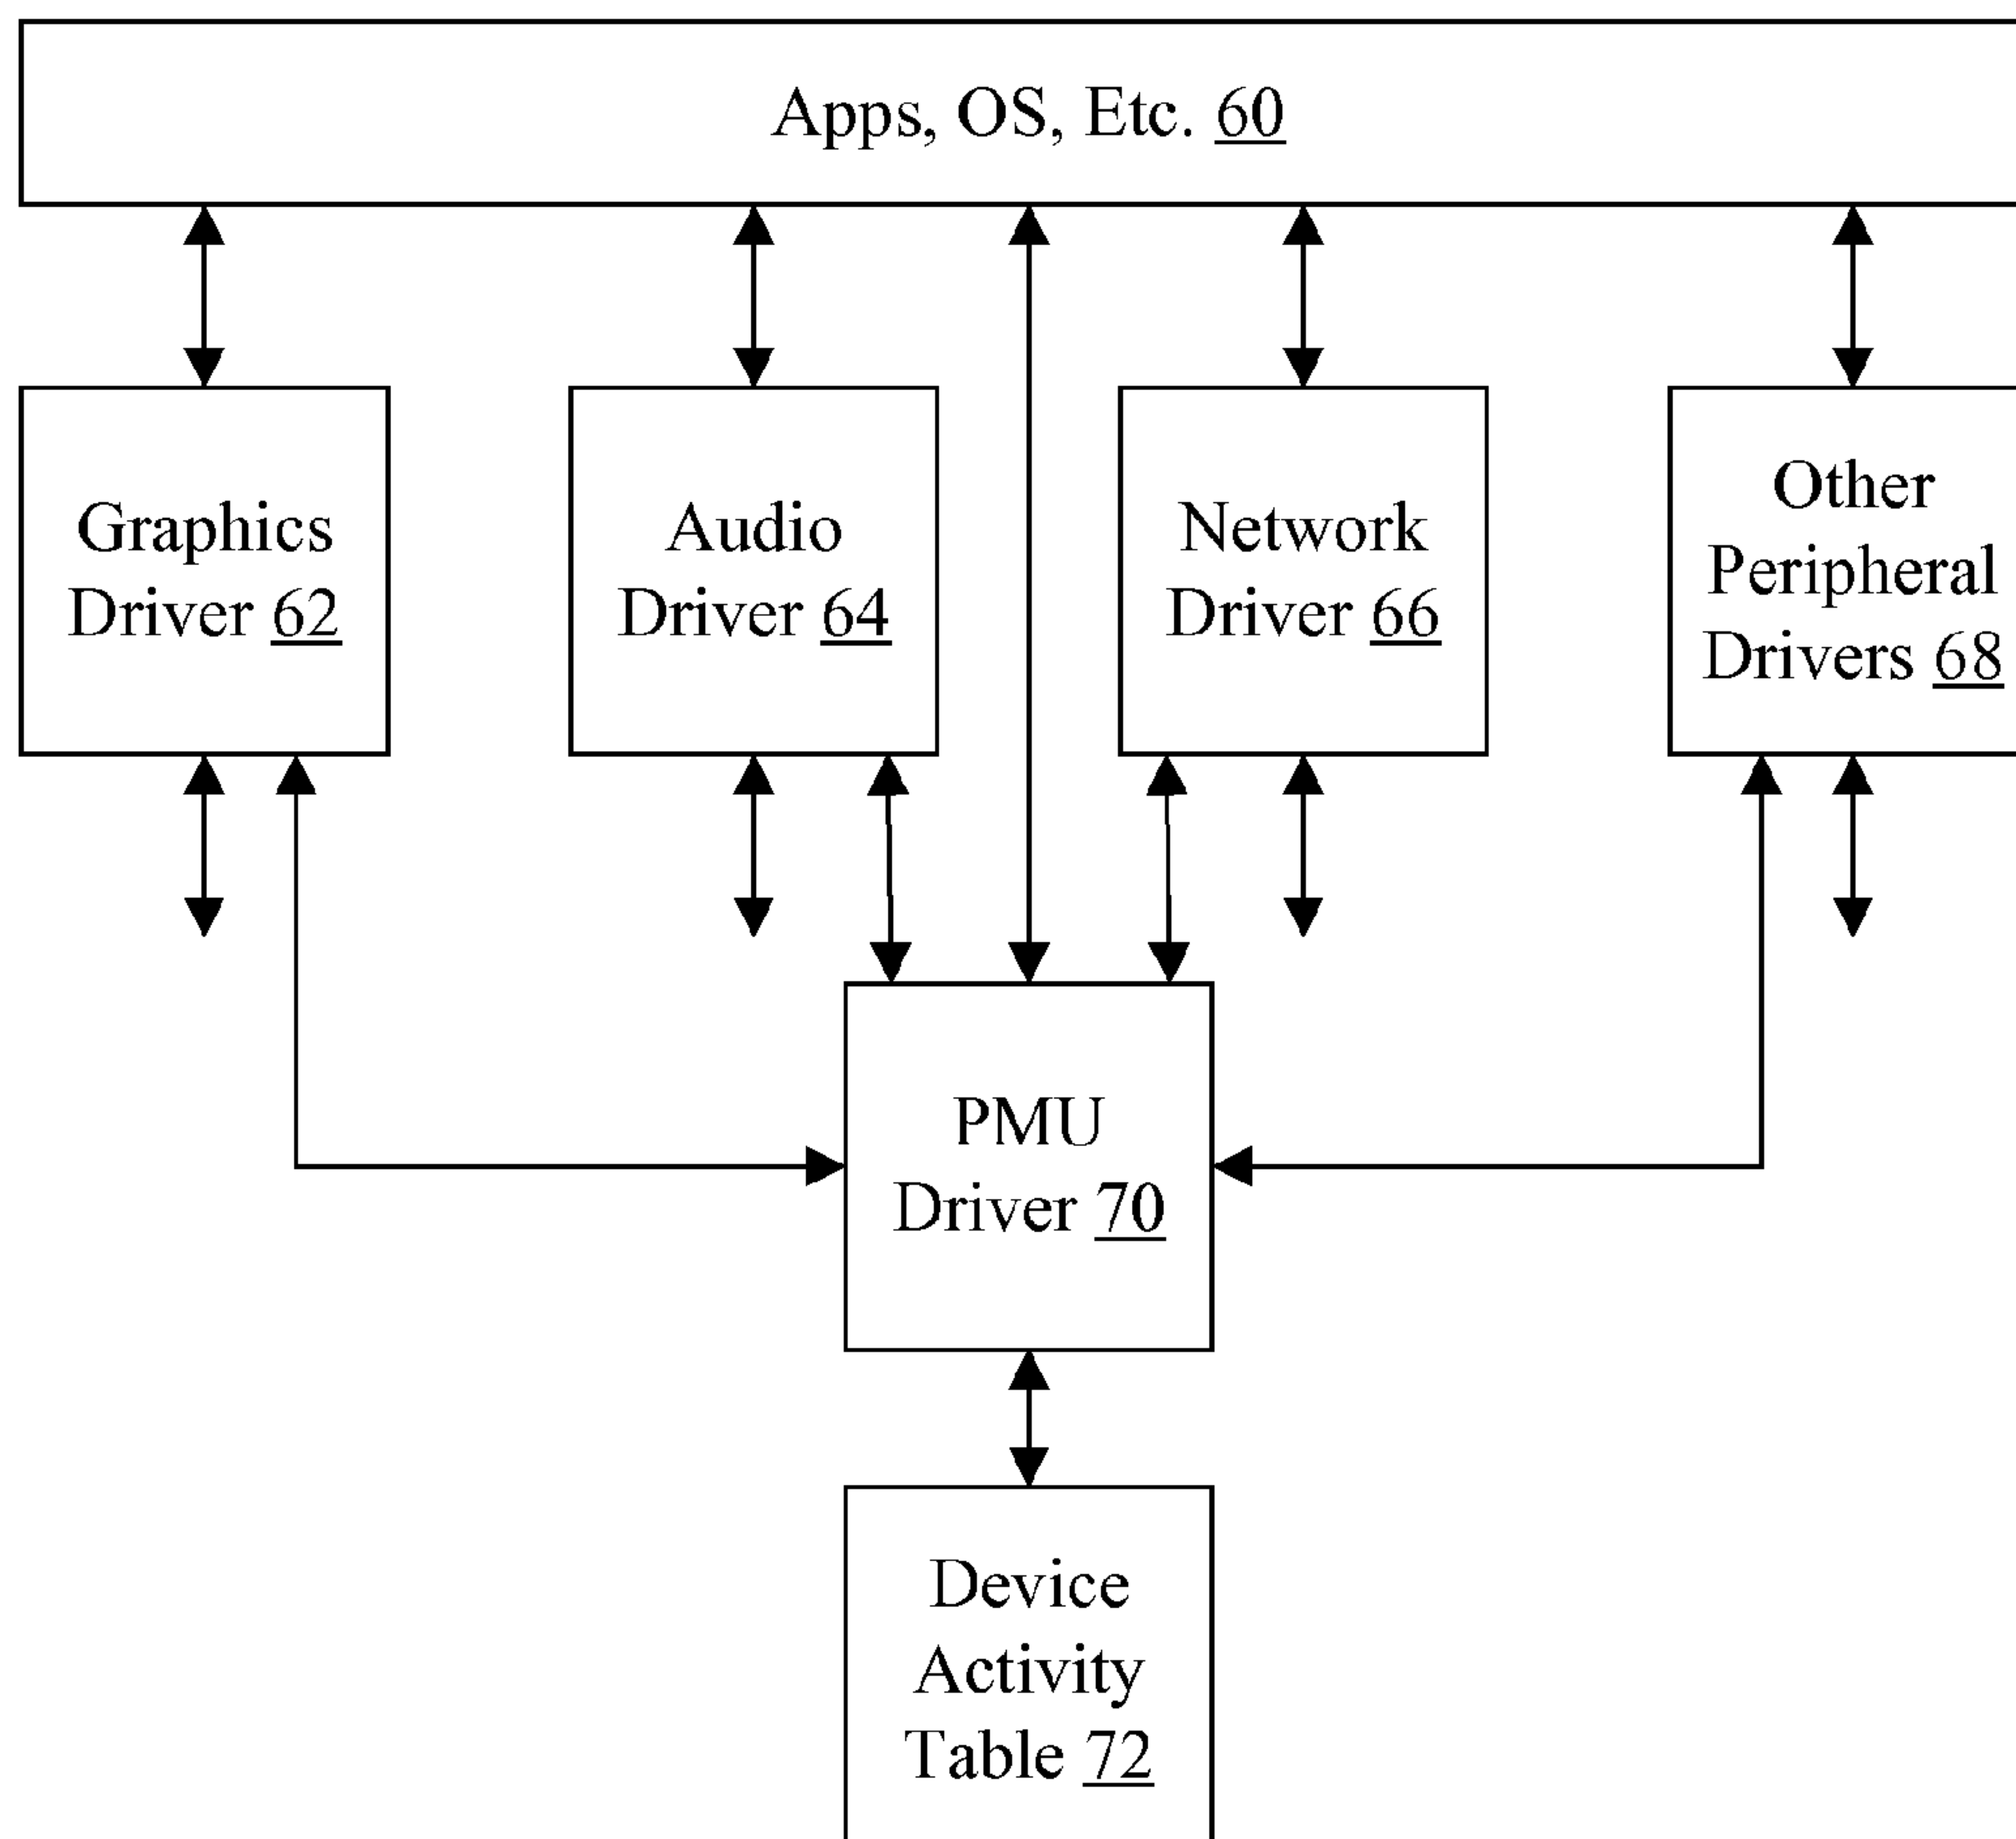 Apps, OS, Etc. 60
Graphics
Driver 62
Audio
Driver 64
Network
Driver 66
Other
Peripheral
Drivers 68
PMU
Driver 70
Device
Activity
Table 72